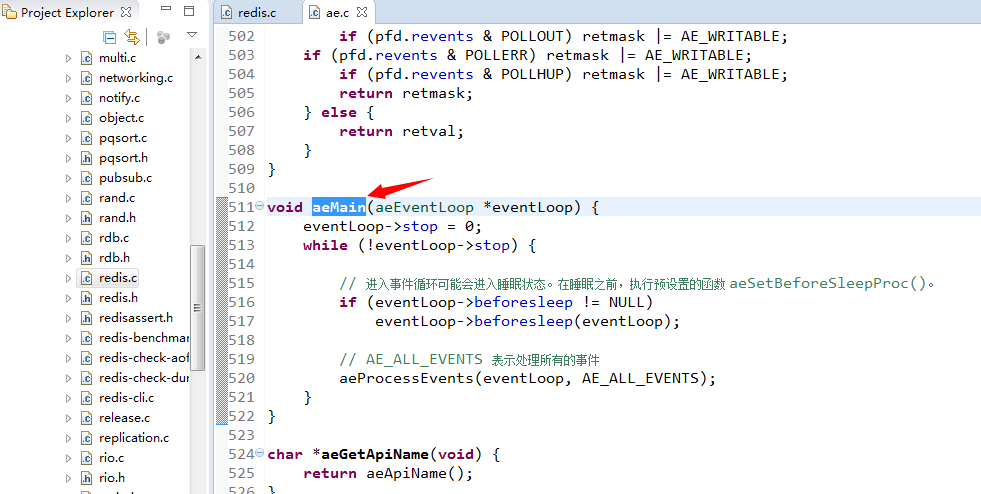 Project Explorer
multi.c
networking.c
notify.c
object.c
pqsort.c
pqsort.h
pubsub.c
rand.c
rand.h
rdb.c
rdb.h
redis.c
redis.h
redisassert.h
redis-benchmar
redis-check-aof
redis-check-dur
redis-cli.c
release.c
replication.c
rio.c
rio.h
redis.c
ae.c
502 if (pfd.revents & POLLOUT) retmask |= AE_WRITABLE;
503 if (pfd.revents & POLLERR) retmask |= AE_WRITABLE;
504 if (pfd.revents & POLLHUP) retmask |= AE_WRITABLE;
505 return retmask;
506 } else {
507 return retval;
508 }
509 }
510
511 void aeMain(aeEventLoop *eventLoop) {
512 eventLoop->stop = 0;
513 while (!eventLoop->stop) {
514
515 // 进入事件循环可能会进入睡眠状态。在睡眠之前，执行预设置的函数 aeSetBeforeSleepProc()。
516 if (eventLoop->beforesleep != NULL)
517 eventLoop->beforesleep(eventLoop);
518
519 // AE_ALL_EVENTS 表示处理所有的事件
520 aeProcessEvents(eventLoop, AE_ALL_EVENTS);
521 }
522 }
523
524 char *aeGetApiName(void) {
525 return aeApiName();
526 }